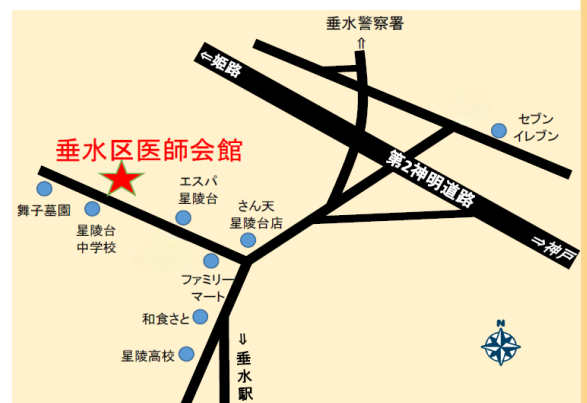 垂水警察署
⇑
⇐姫路
セブン
イレブン
垂水区医師会館
第2神明道路
エスパ
星陵台
さん天
星陵台店
舞子墓園
星陵台
中学校
⇒神戸
ファミリー
マート
和食さと
N
星陵高校
⇓垂水駅